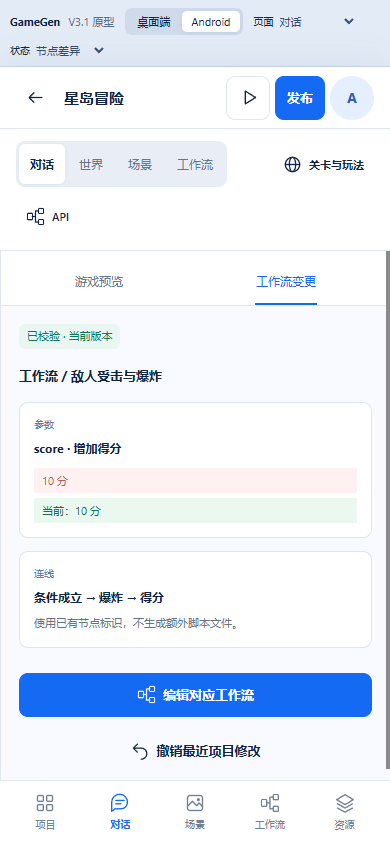 GameGen V3.1 原型 桌面端 Android 页面 对话
状态 节点差异
星岛冒险 发布 A
对话 世界 场景 工作流 关卡与玩法
API
游戏预览 工作流变更
已校验 · 当前版本
工作流 / 敌人受击与爆炸
参数
score · 增加得分
10 分
当前：10 分
连线
条件成立 → 爆炸 → 得分
使用已有节点标识，不生成额外脚本文件。
编辑对应工作流
撤销最近项目修改
项目 对话 场景 工作流 资源